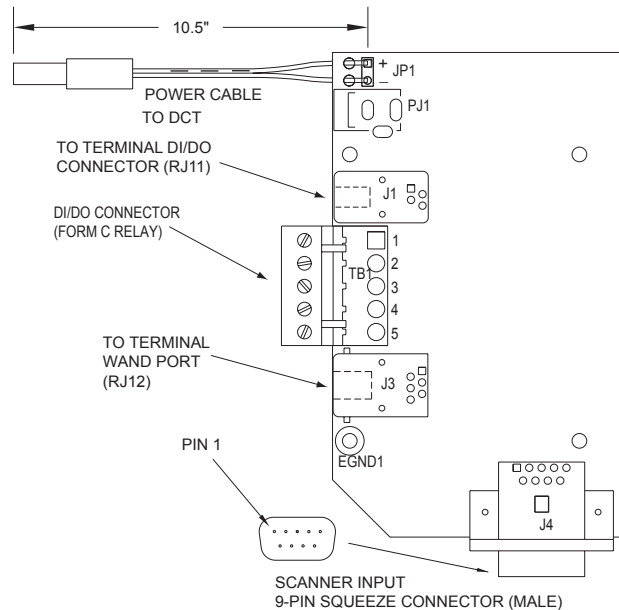 10.5"
+
JP1
–
POWER CABLE
TO DCT
PJ1
TO TERMINAL DI/DO
CONNECTOR (RJ11)
J1
DI/DO CONNECTOR
(FORM C RELAY)
1
2
TB1
3
4
5
TO TERMINAL
WAND PORT
(RJ12)
J3
PIN 1
EGND1
J4
SCANNER INPUT
9-PIN SQUEEZE CONNECTOR (MALE)